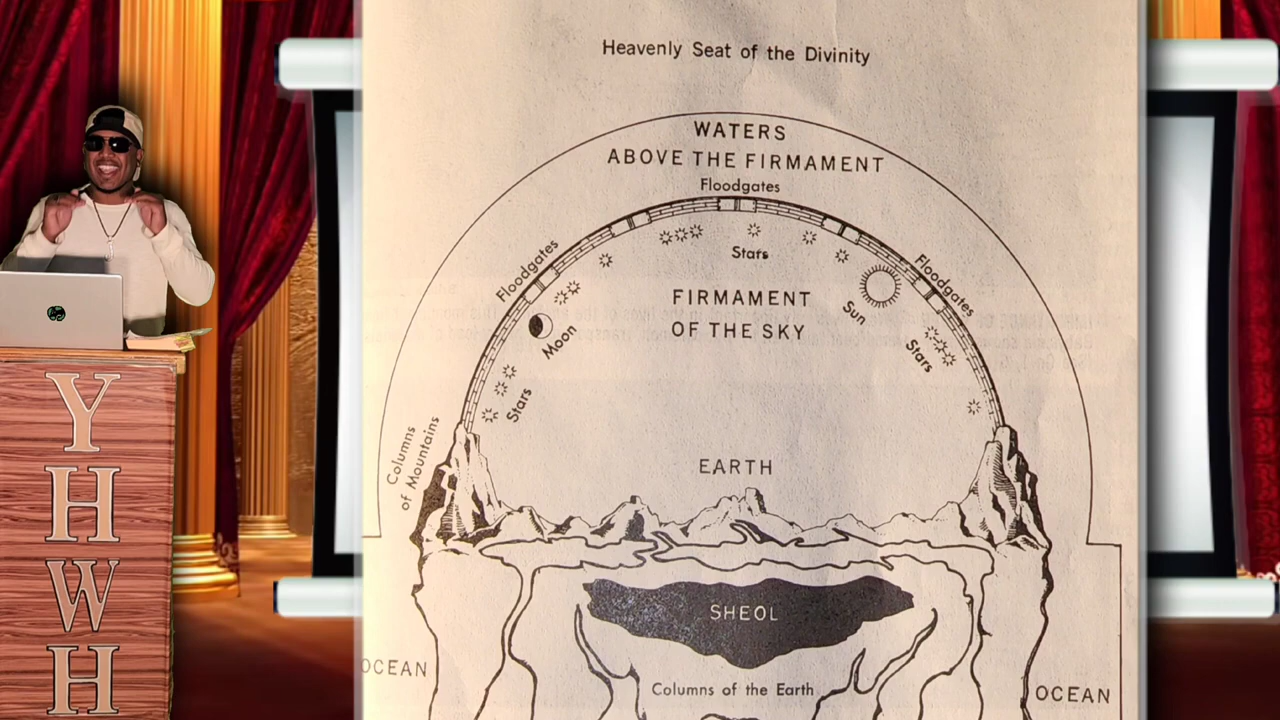 Heavenly Seat of the Divinity
WATERS
ABOVE THE FIRMAMENT
Floodgates
Floodgates
Floodgates
Stars
FIRMAMENT
OF THE SKY
Sun
Moon
Stars
Stars
Columns
of Mountains
EARTH
SHEOL
OCEAN
Columns of the Earth
OCEAN
Y
H
W
H